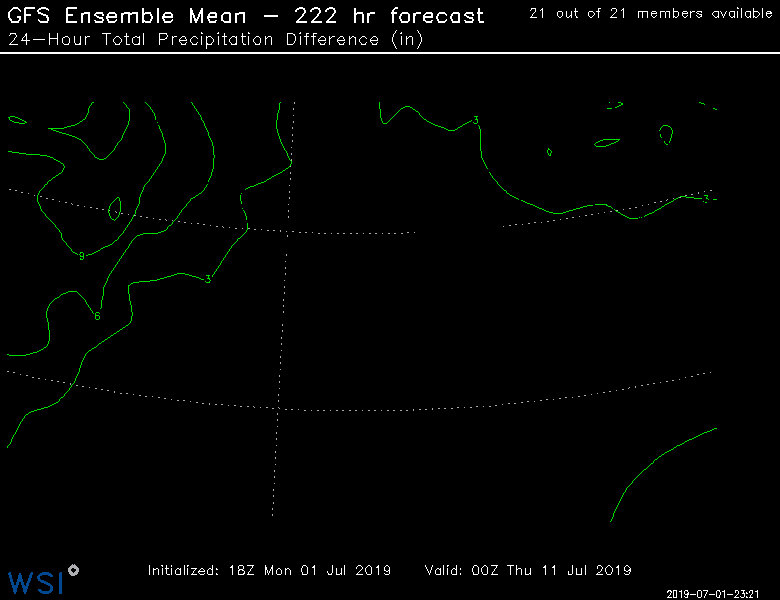 GFS Ensemble Mean – 222 hr forecast
21 out of 21 members available
24–Hour Total Precipitation Difference (in)
3
3
9
3
6
Initialized: 18Z Mon 01 Jul 2019
Valid: 00Z Thu 11 Jul 2019
WSI
2019-07-01-23:21